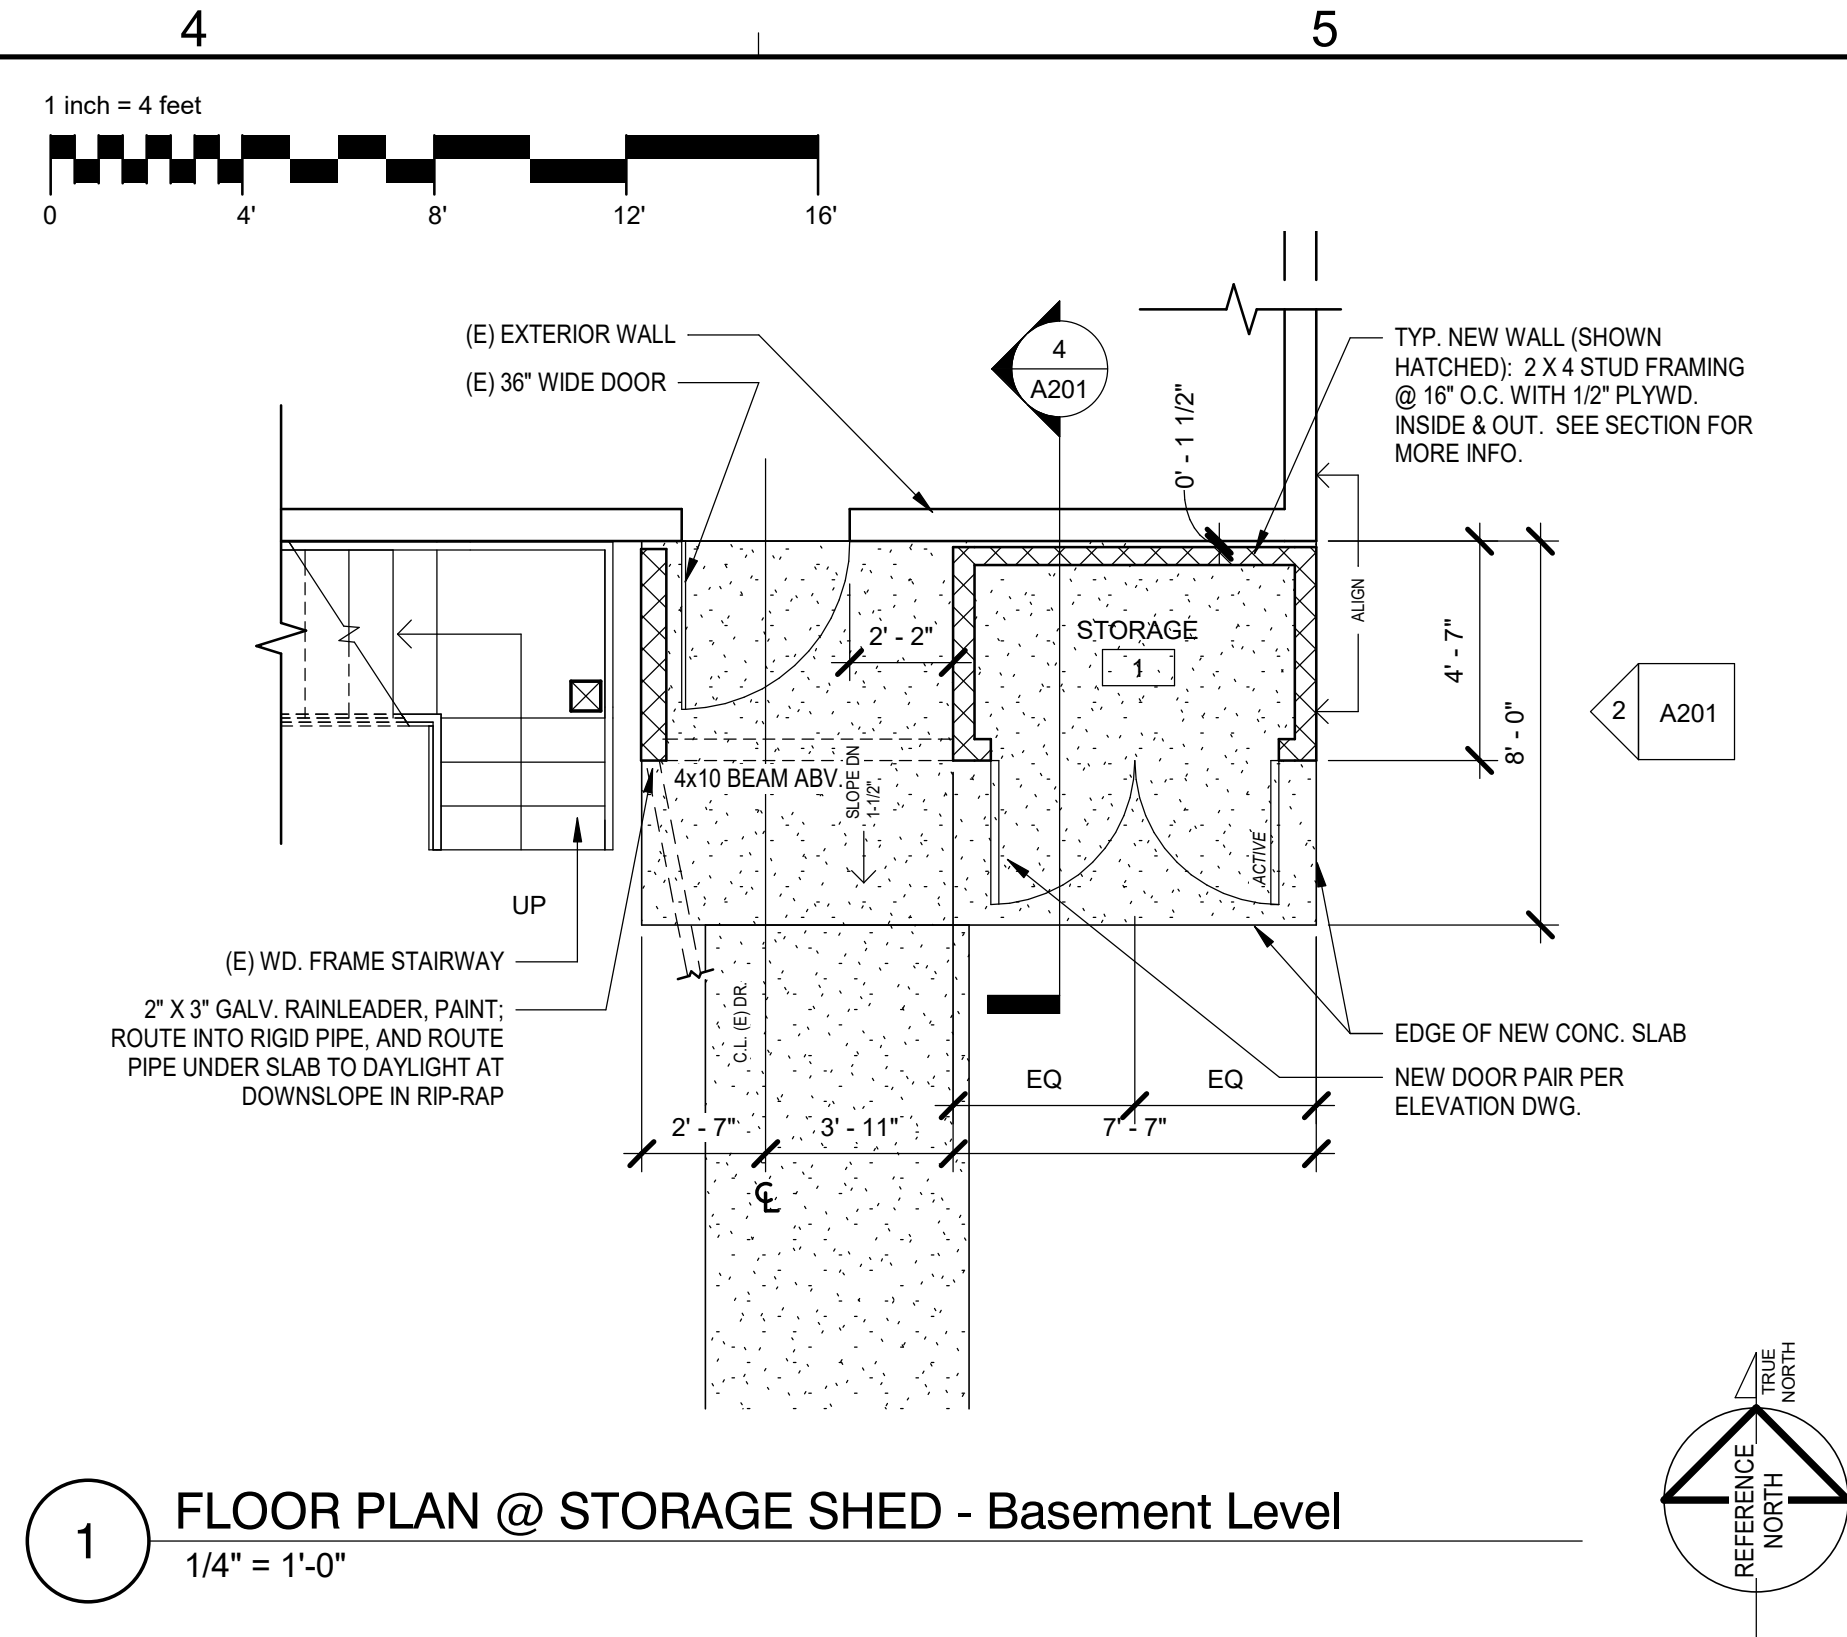 4
5
1 inch = 4 feet
0
4'
8'
12'
16'
(E) EXTERIOR WALL
(E) 36" WIDE DOOR
4
A201
0' - 1 1/2"
TYP. NEW WALL (SHOWN
HATCHED):  2 X 4 STUD FRAMING
@ 16" O.C. WITH 1/2" PLYWD.
INSIDE & OUT.  SEE SECTION FOR
MORE INFO.
ALIGN
STORAGE
1
2' - 2"
4' - 7"
8' - 0"
2
A201
4x10 BEAM ABV.
SLOPE DN
1-1/2"
ACTIVE
UP
(E) WD. FRAME STAIRWAY
2" X 3" GALV. RAINLEADER, PAINT;
ROUTE INTO RIGID PIPE, AND ROUTE
PIPE UNDER SLAB TO DAYLIGHT AT
DOWNSLOPE IN RIP-RAP
C.L. (E) DR.
EDGE OF NEW CONC. SLAB
NEW DOOR PAIR PER
ELEVATION DWG.
EQ
EQ
2' - 7"
3' - 11"
7' - 7"
℄
TRUE
NORTH
REFERENCE
NORTH
1
FLOOR PLAN @ STORAGE SHED - Basement Level
1/4" = 1'-0"